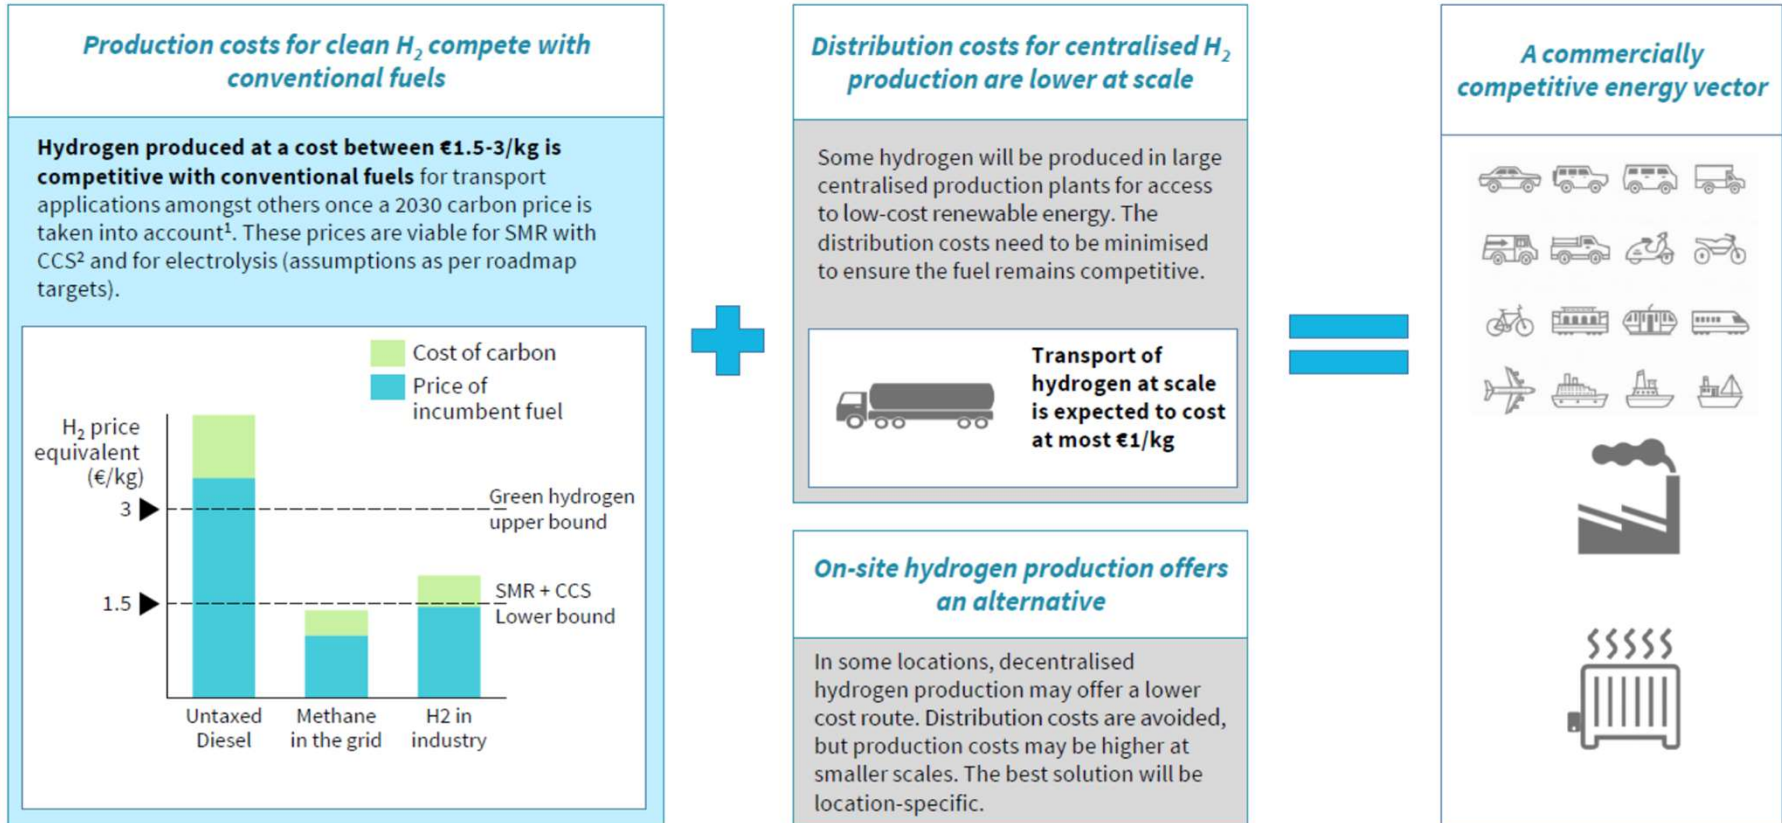 Production costs for clean H₂ compete with
conventional fuels
Hydrogen produced at a cost between €1.5-3/kg is
competitive with conventional fuels for transport
applications amongst others once a 2030 carbon price is
taken into account¹. These prices are viable for SMR with
CCS² and for electrolysis (assumptions as per roadmap
targets).
Cost of carbon
Price of
incumbent fuel
H₂ price
equivalent
(€/kg)
3
Green hydrogen
upper bound
1.5
SMR + CCS
Lower bound
Untaxed
Diesel
Methane
in the grid
H2 in
industry
Distribution costs for centralised H₂
production are lower at scale
Some hydrogen will be produced in large
centralised production plants for access
to low-cost renewable energy. The
distribution costs need to be minimised
to ensure the fuel remains competitive.
Transport of
hydrogen at scale
is expected to cost
at most €1/kg
On-site hydrogen production offers
an alternative
In some locations, decentralised
hydrogen production may offer a lower
cost route. Distribution costs are avoided,
but production costs may be higher at
smaller scales. The best solution will be
location-specific.
A commercially
competitive energy vector